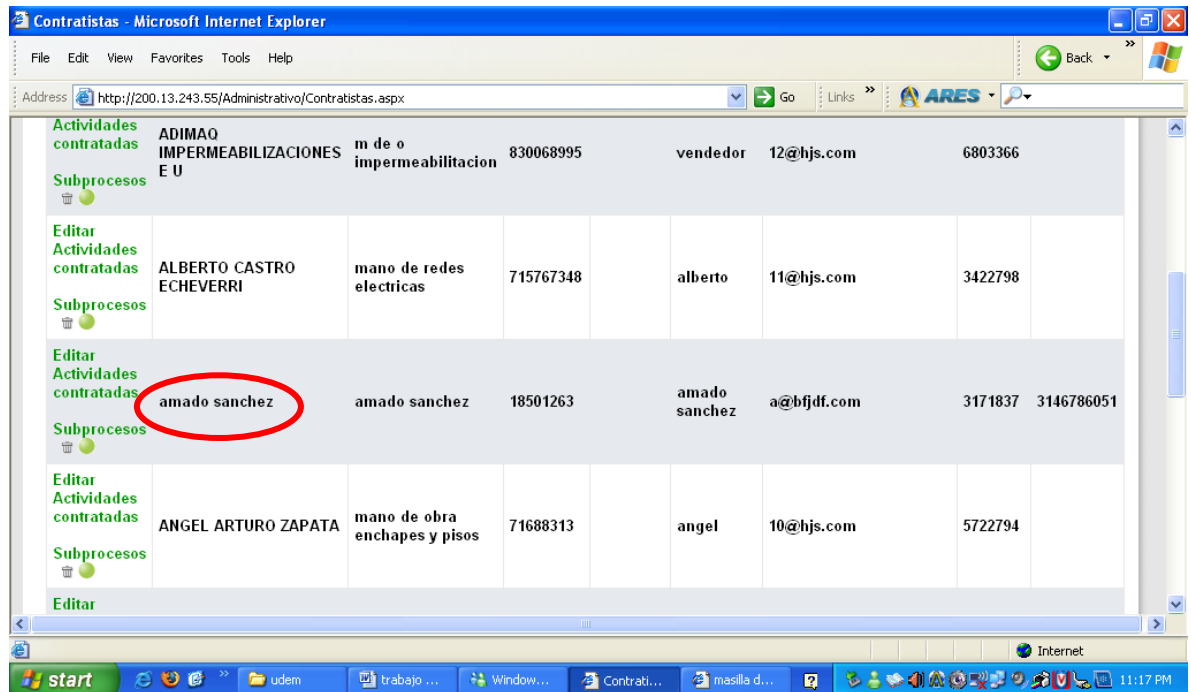 Contratistas - Microsoft Internet Explorer
File Edit View Favorites Tools Help Back »
Address http://200.13.243.55/Administrativo/Contratistas.aspx Go Links » ARES
Actividades contratadas
Subprocesos
ADIMAQ IMPERMEABILIZACIONES E U
m de o impermeabilitacion
830068995
vendedor
12@hjs.com
6803366
Editar
Actividades contratadas
Subprocesos
ALBERTO CASTRO ECHEVERRI
mano de redes electricas
715767348
alberto
11@hjs.com
3422798
Editar
Actividades contratadas
Subprocesos
amado sanchez
amado sanchez
18501263
amado sanchez
a@bfjdf.com
3171837
3146786051
Editar
Actividades contratadas
Subprocesos
ANGEL ARTURO ZAPATA
mano de obra enchapes y pisos
71688313
angel
10@hjs.com
5722794
Editar
Internet
start » udem trabajo ... Window... Contrati... masilla d... 11:17 PM